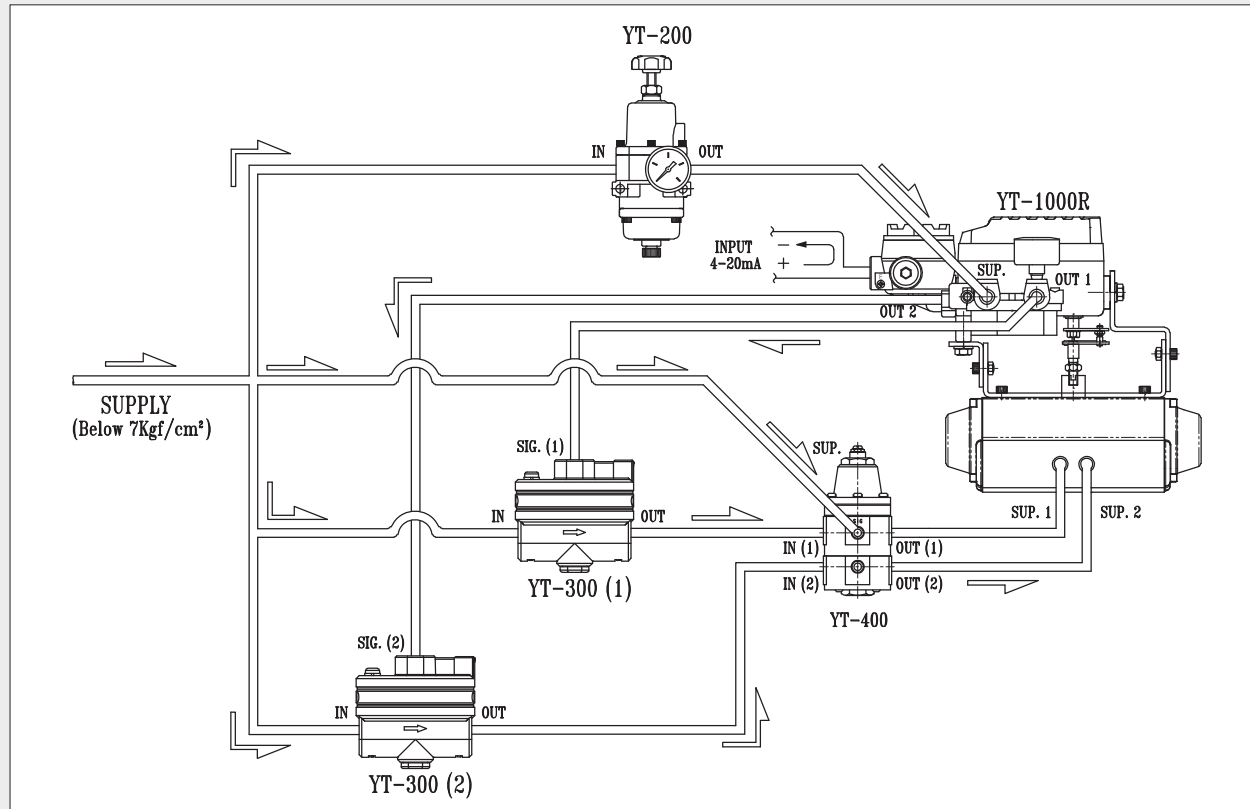 YT-200
IN
OUT
YT-1000R
INPUT
4-20mA
−
+
SUP.
OUT 1
OUT 2
SUPPLY
(Below 7Kgf/cm²)
SIG. (1)
SUP.
IN
OUT
SUP. 1
SUP. 2
SIG
IN (1)
OUT (1)
YT-300 (1)
IN (2)
OUT (2)
YT-400
SIG. (2)
IN
OUT
YT-300 (2)